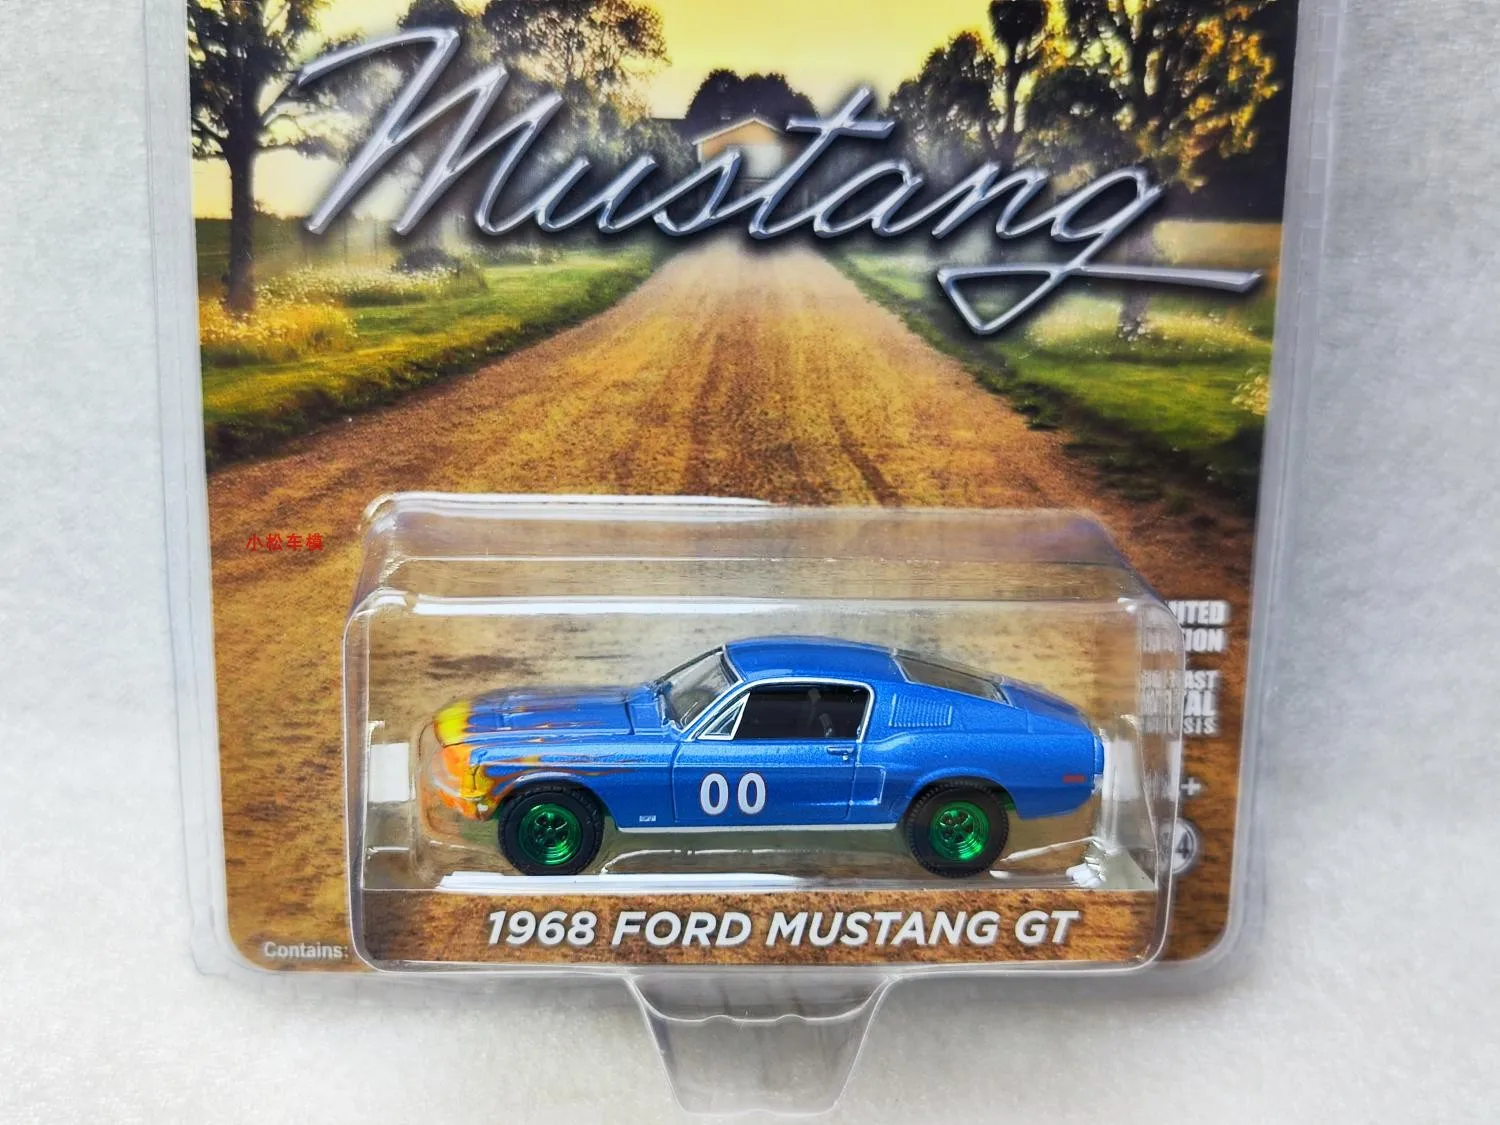 Mustang
小松车模
00
1968 FORD MUSTANG GT
Contains: